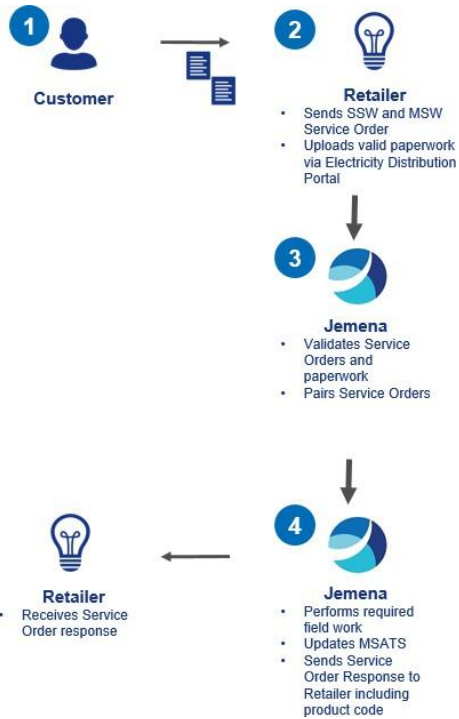 1
2
Customer
Retailer
• Sends SSW and MSW
Service Order
• Uploads valid paperwork
via Electricity Distribution
Portal
3
Jemena
• Validates Service
Orders and
paperwork
• Pairs Service Orders
4
Retailer
• Receives Service
Order response
Jemena
• Performs required
field work
• Updates MSATS
• Sends Service
Order Response to
Retailer including
product code